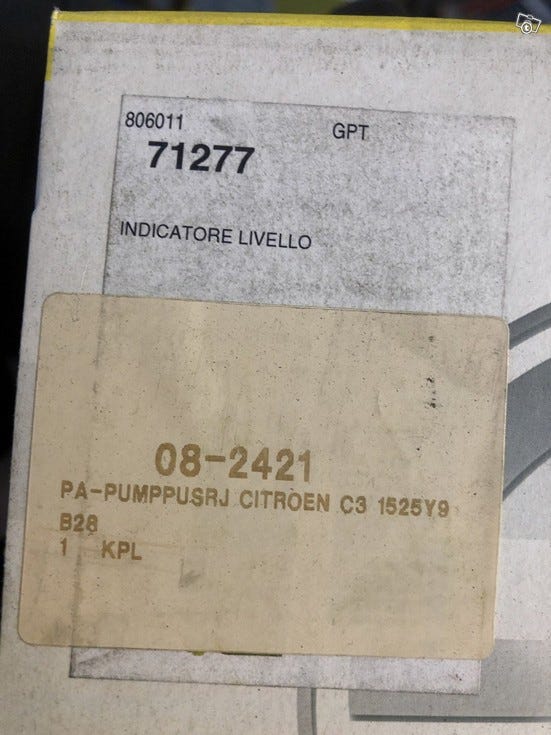 806011 GPT
71277
INDICATORE LIVELLO
08-2421
PA-PUMPPUSRJ CITROEN C3 1525Y9
B28
1 KPL